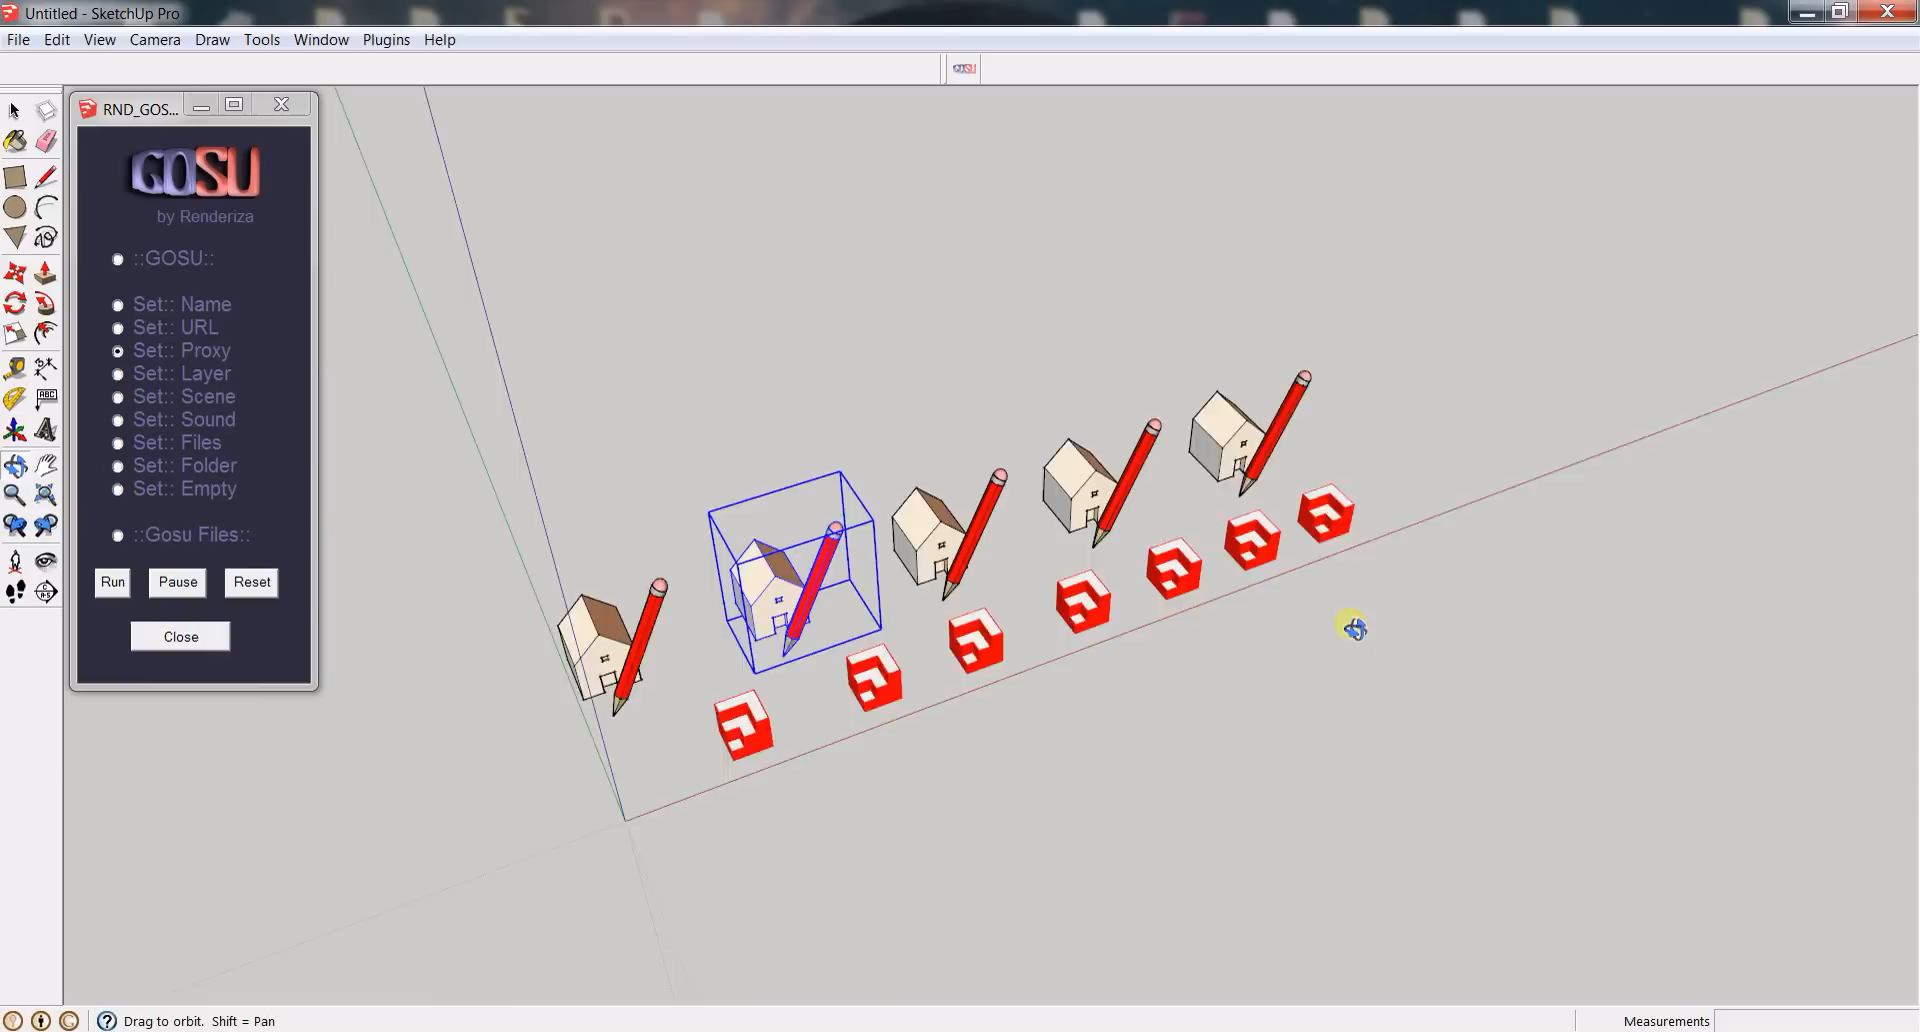 Untitled - SketchUp Pro
File Edit View Camera Draw Tools Window Plugins Help
GOSU
RND_GOS...
GOSU
by Renderiza
::GOSU::
Set:: Name
Set:: URL
Set:: Proxy
Set:: Layer
Set:: Scene
Set:: Sound
Set:: Files
Set:: Folder
Set:: Empty
::Gosu Files::
Run Pause Reset
Close
ABC
Drag to orbit. Shift = Pan
Measurements